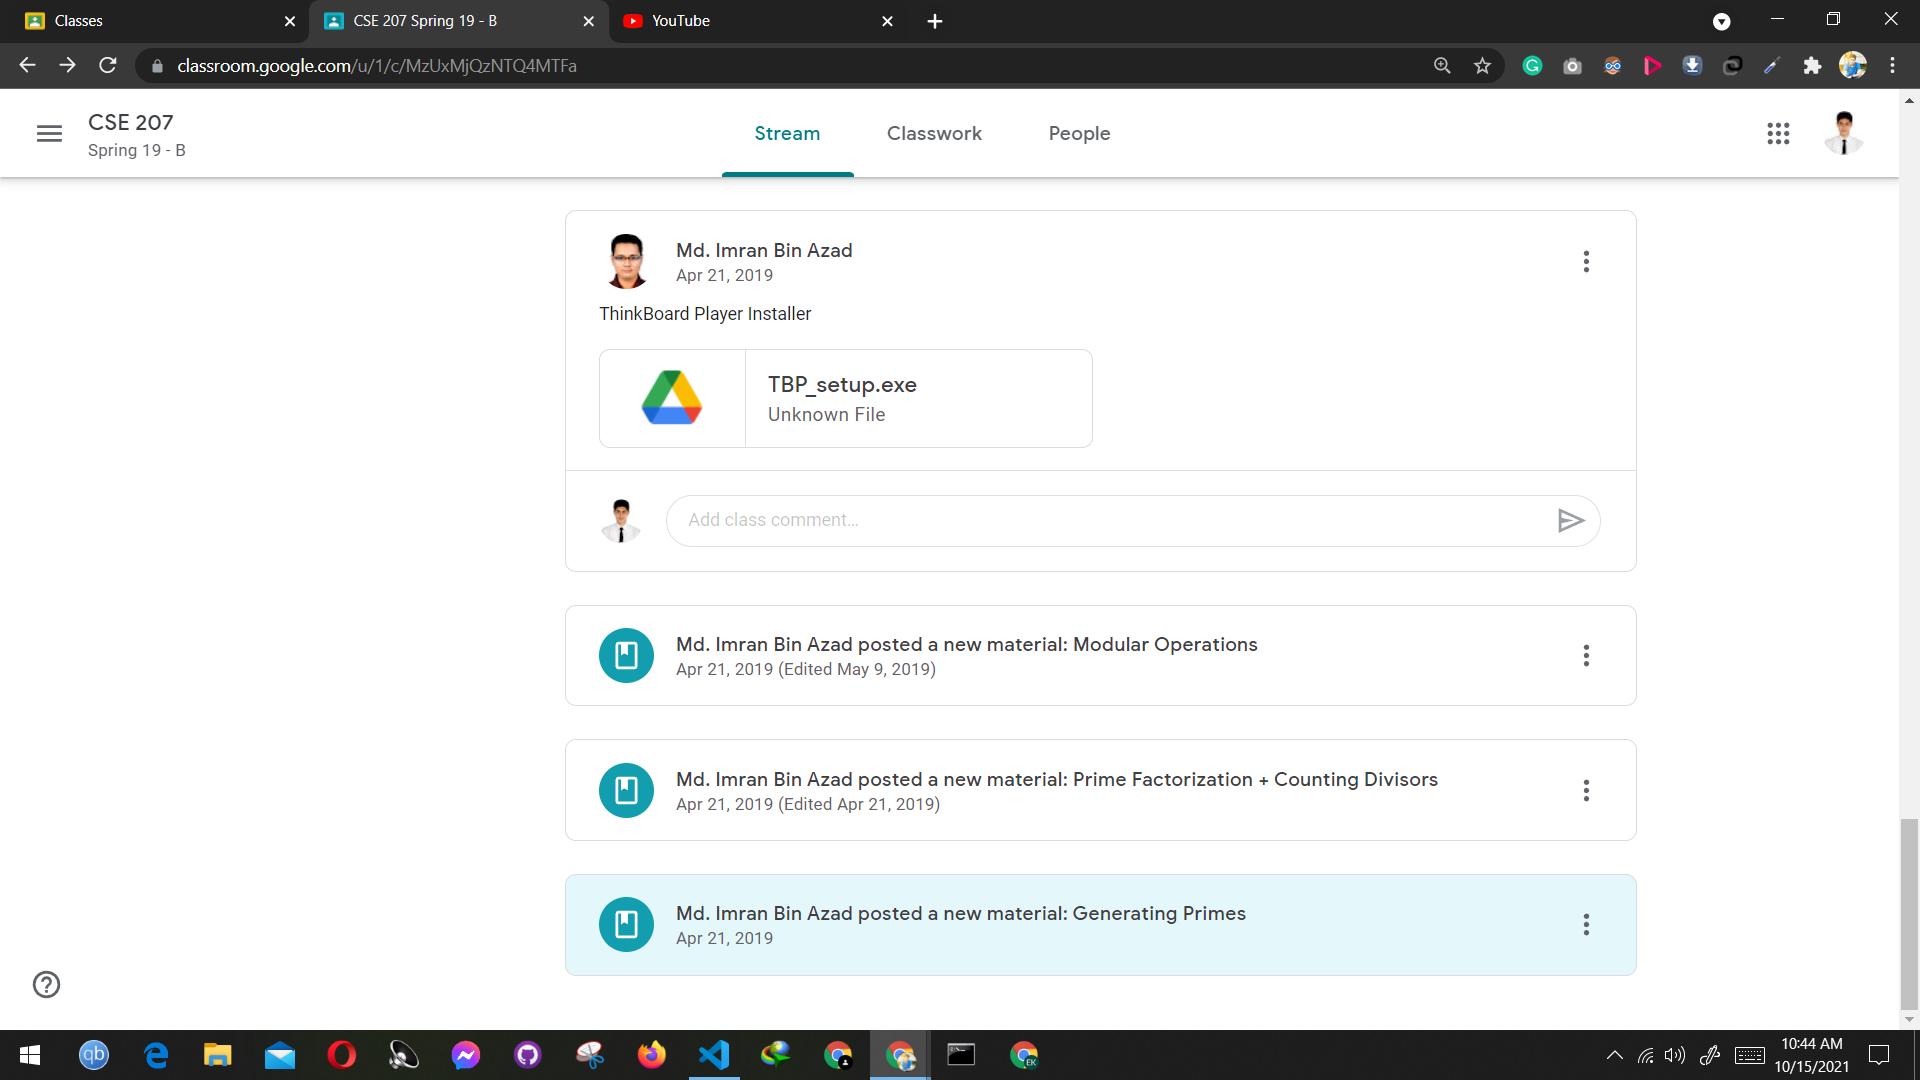 Classes
CSE 207 Spring 19 - B
YouTube
classroom.google.com/u/1/c/MzUxMjQzNTQ4MTFa
CSE 207
Spring 19 - B
Stream
Classwork
People
Md. Imran Bin Azad
Apr 21, 2019
ThinkBoard Player Installer
TBP_setup.exe
Unknown File
Add class comment…
Md. Imran Bin Azad posted a new material: Modular Operations
Apr 21, 2019 (Edited May 9, 2019)
Md. Imran Bin Azad posted a new material: Prime Factorization + Counting Divisors
Apr 21, 2019 (Edited Apr 21, 2019)
Md. Imran Bin Azad posted a new material: Generating Primes
Apr 21, 2019
qb
EK
10:44 AM
10/15/2021